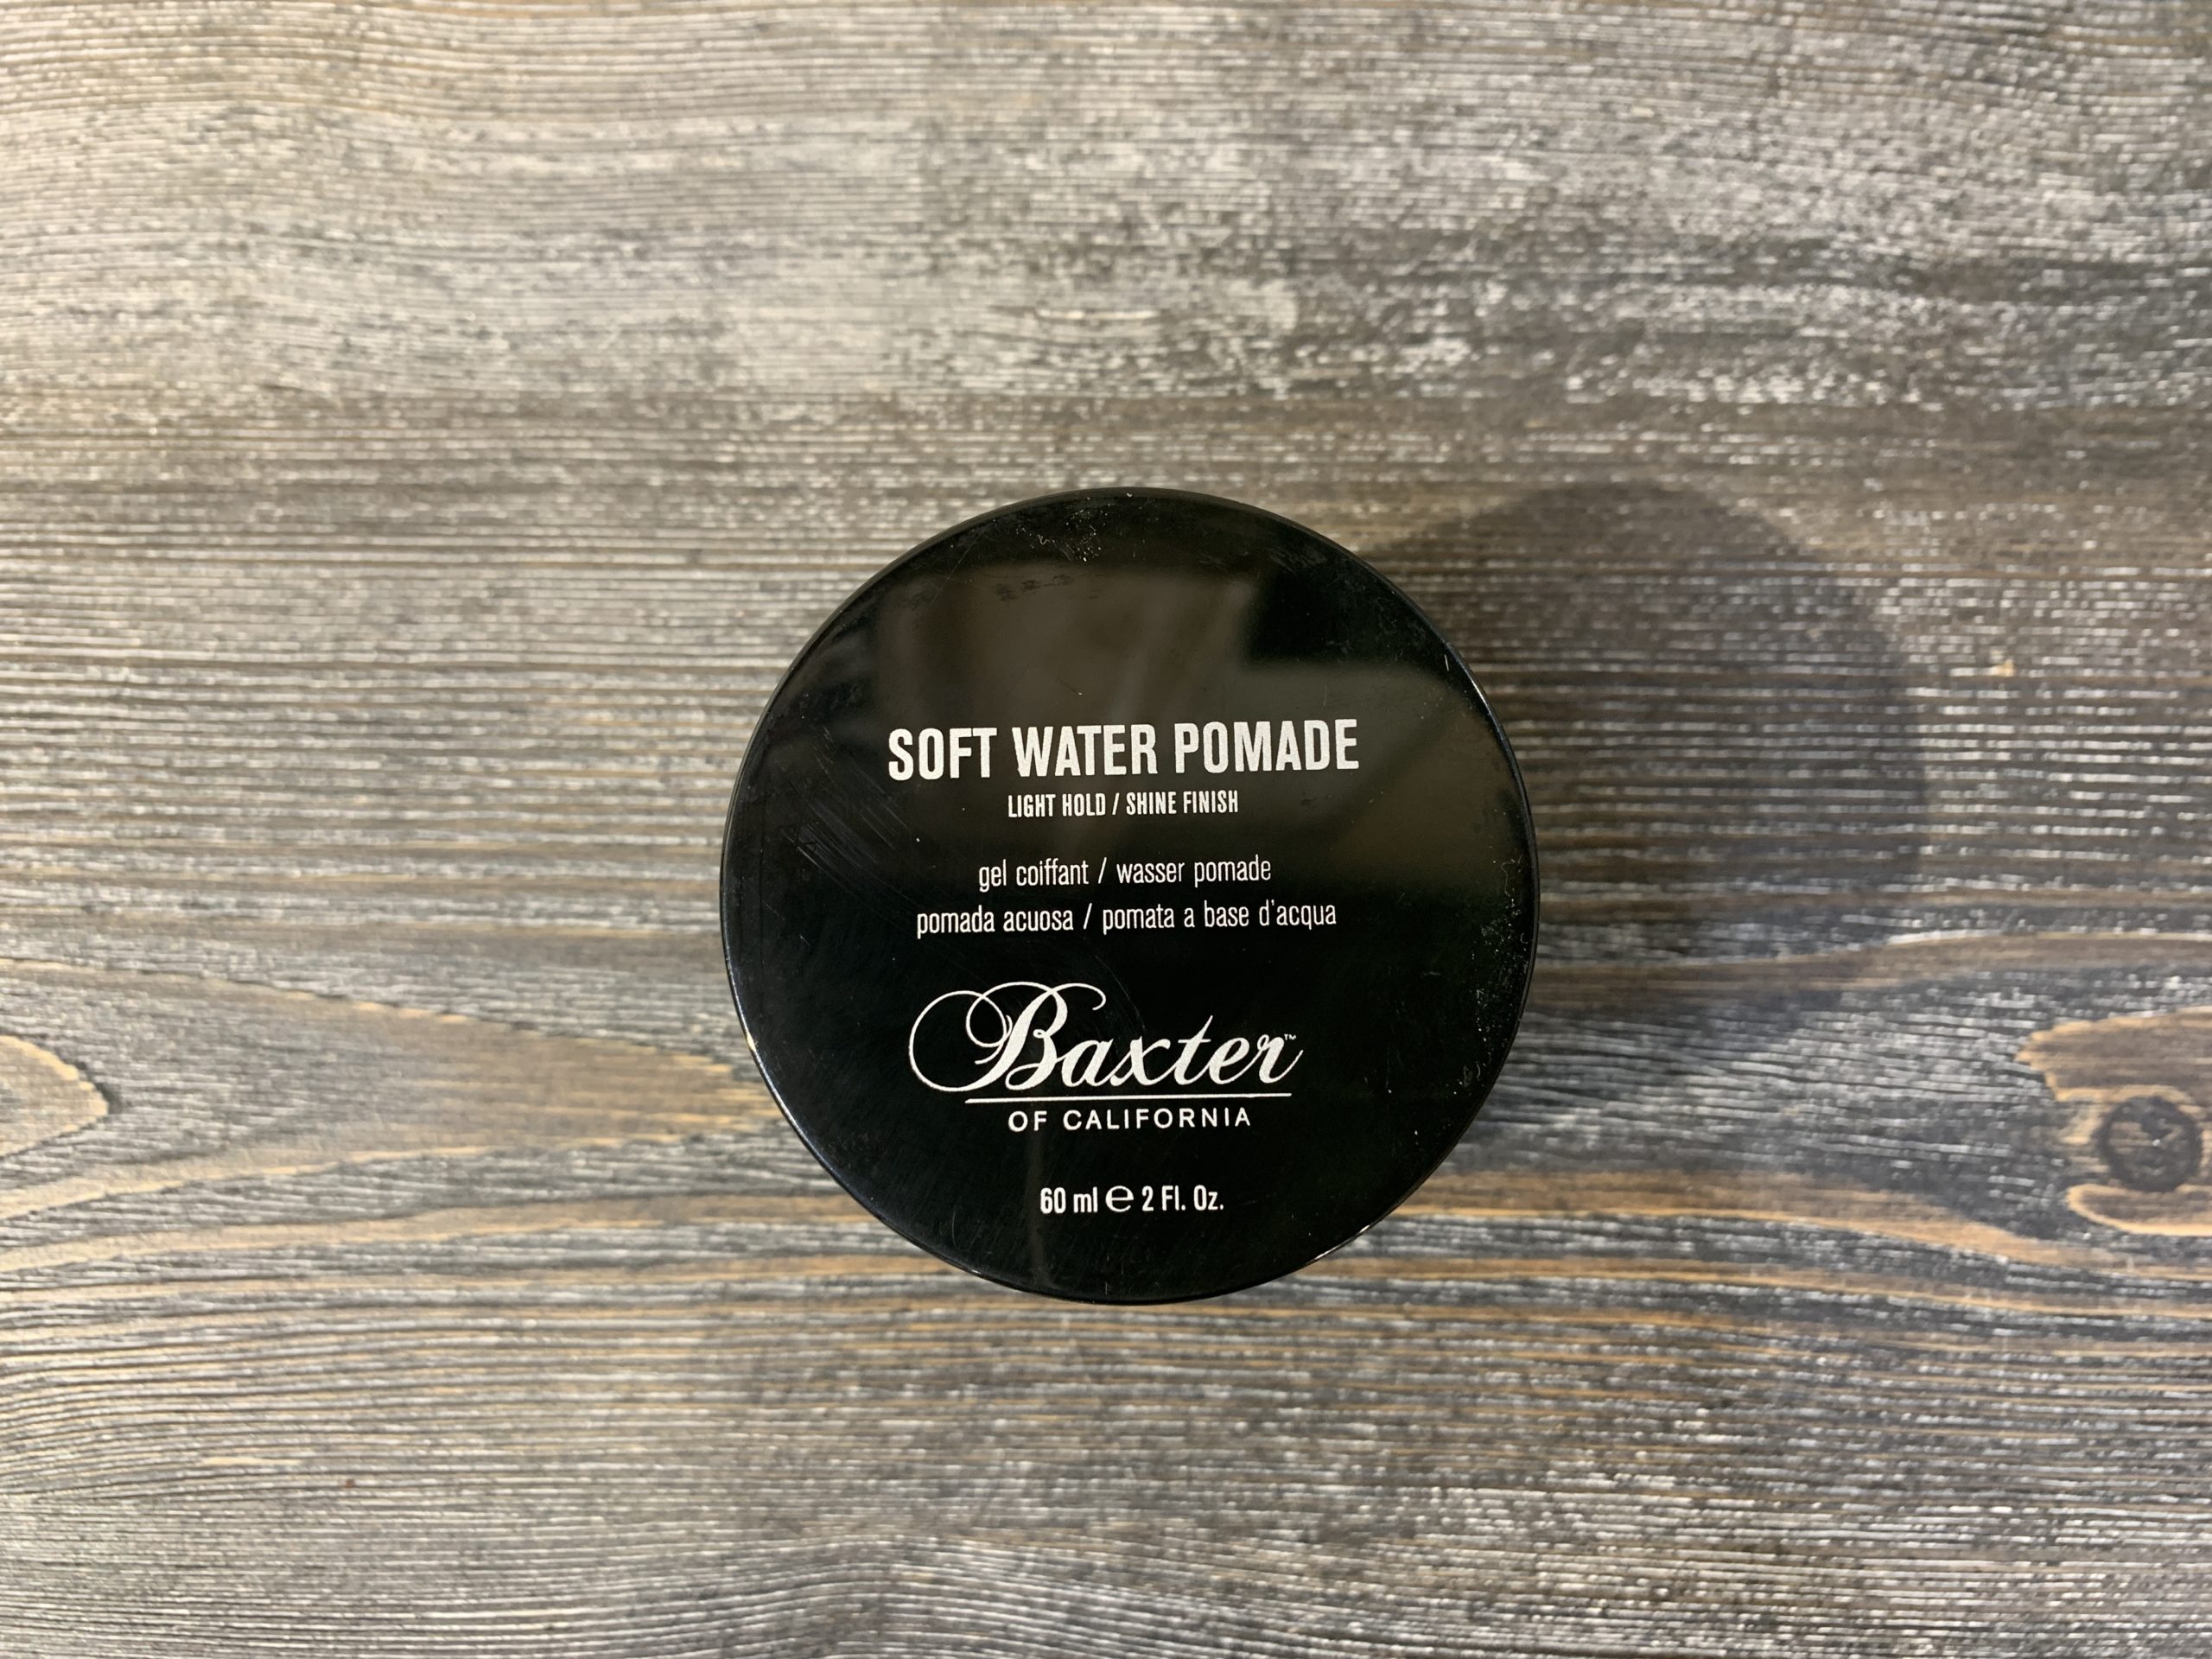 SOFT WATER POMADE
LIGHT HOLD / SHINE FINISH
gel coiffant / wasser pomade
pomada acuosa / pomata a base d'acqua
Baxter™
OF CALIFORNIA
60 ml ℮ 2 Fl. Oz.